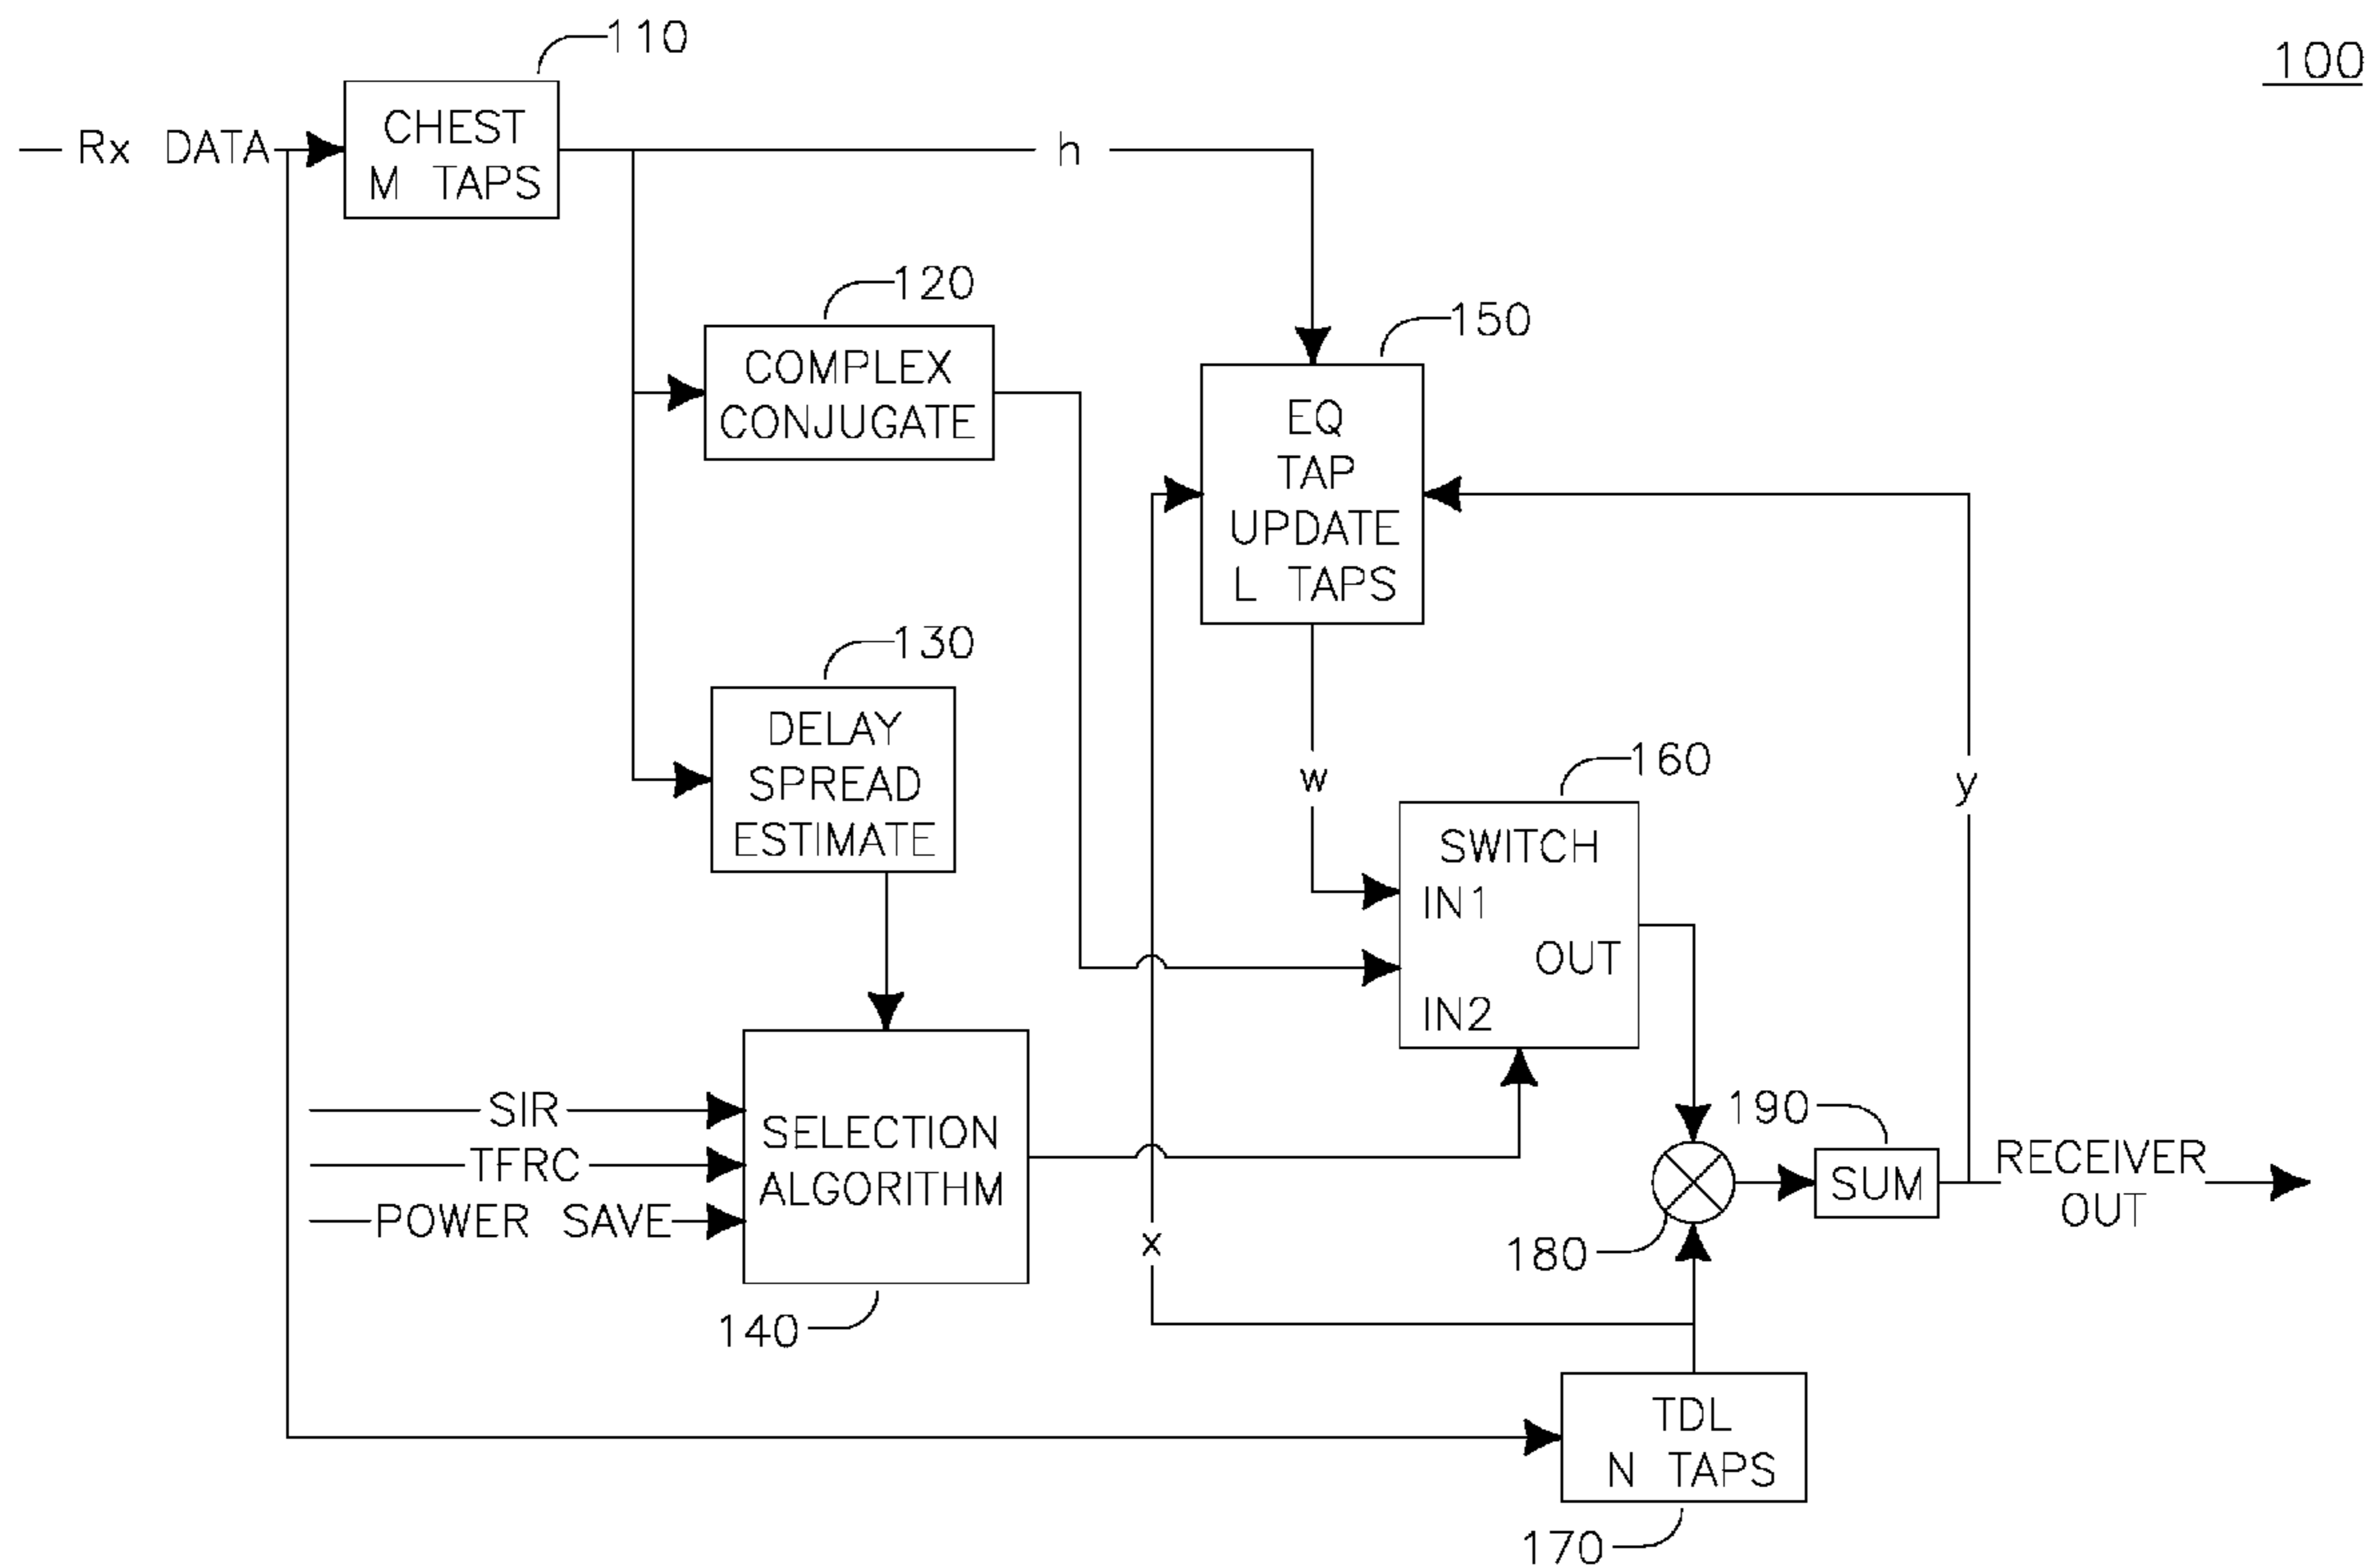 110
100
CHEST
M TAPS
Rx DATA
h
120
COMPLEX
CONJUGATE
150
EQ
TAP
UPDATE
L TAPS
130
DELAY
SPREAD
ESTIMATE
w
y
160
SWITCH
IN1
OUT
IN2
SIR
TFRC
POWER SAVE
SELECTION
ALGORITHM
140
x
190
SUM
RECEIVER
OUT
180
TDL
N TAPS
170